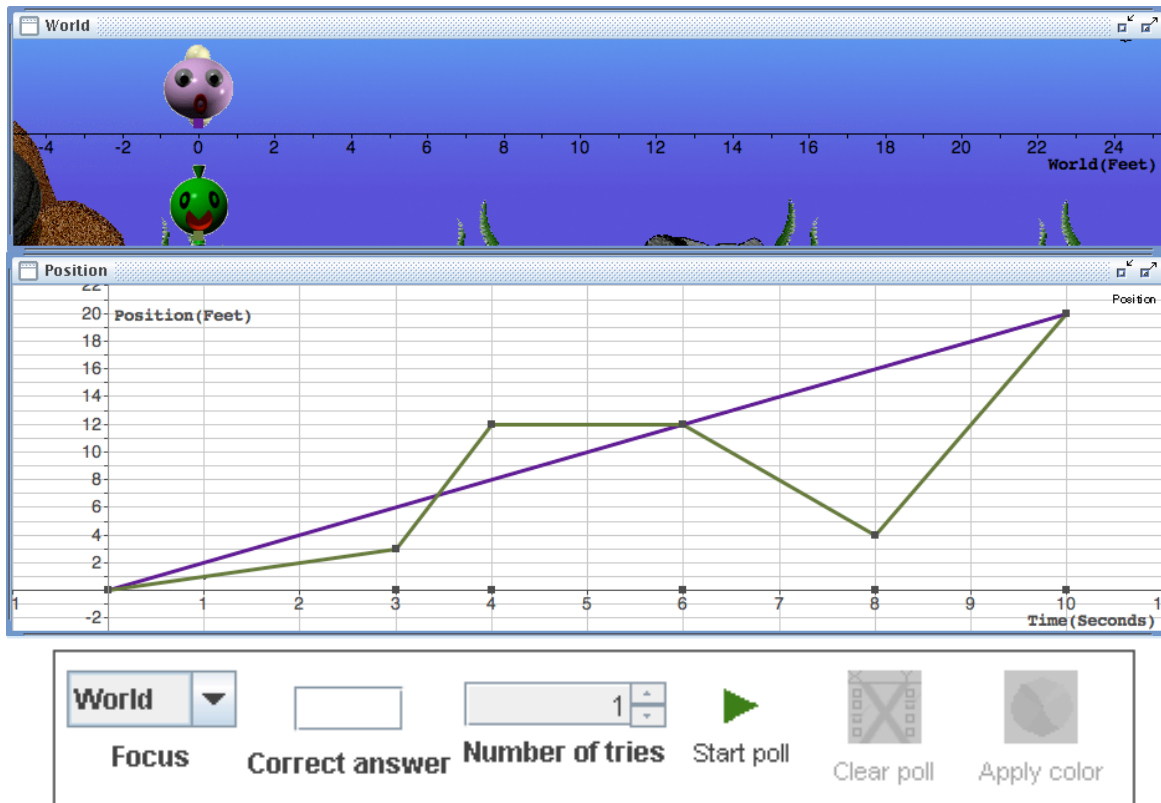 World
-4 -2 0 2 4 6 8 10 12 14 16 18 20 22 24
World(Feet)
Position
22
Position
20 Position(Feet)
18
16
14
12
10
8
6
4
2
1 1 2 3 4 5 6 7 8 9 10 1
-2 Time(Seconds)
World 1
X Y
Focus Correct answer Number of tries Start poll Clear poll Apply color